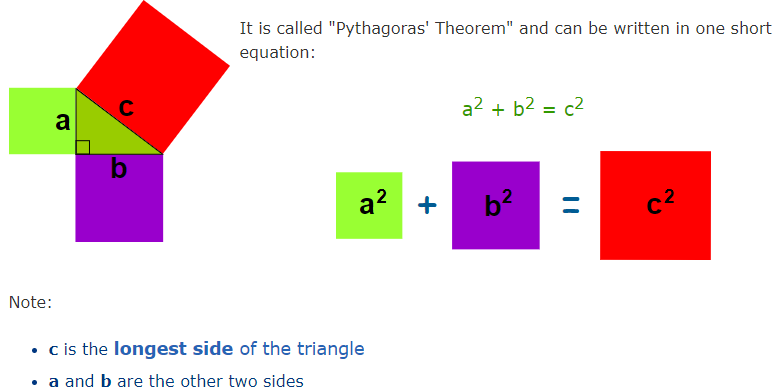 It is called "Pythagoras' Theorem" and can be written in one short
equation:
a² + b² = c²
a
c
b
a² + b² = c²
Note:
• c is the longest side of the triangle
• a and b are the other two sides